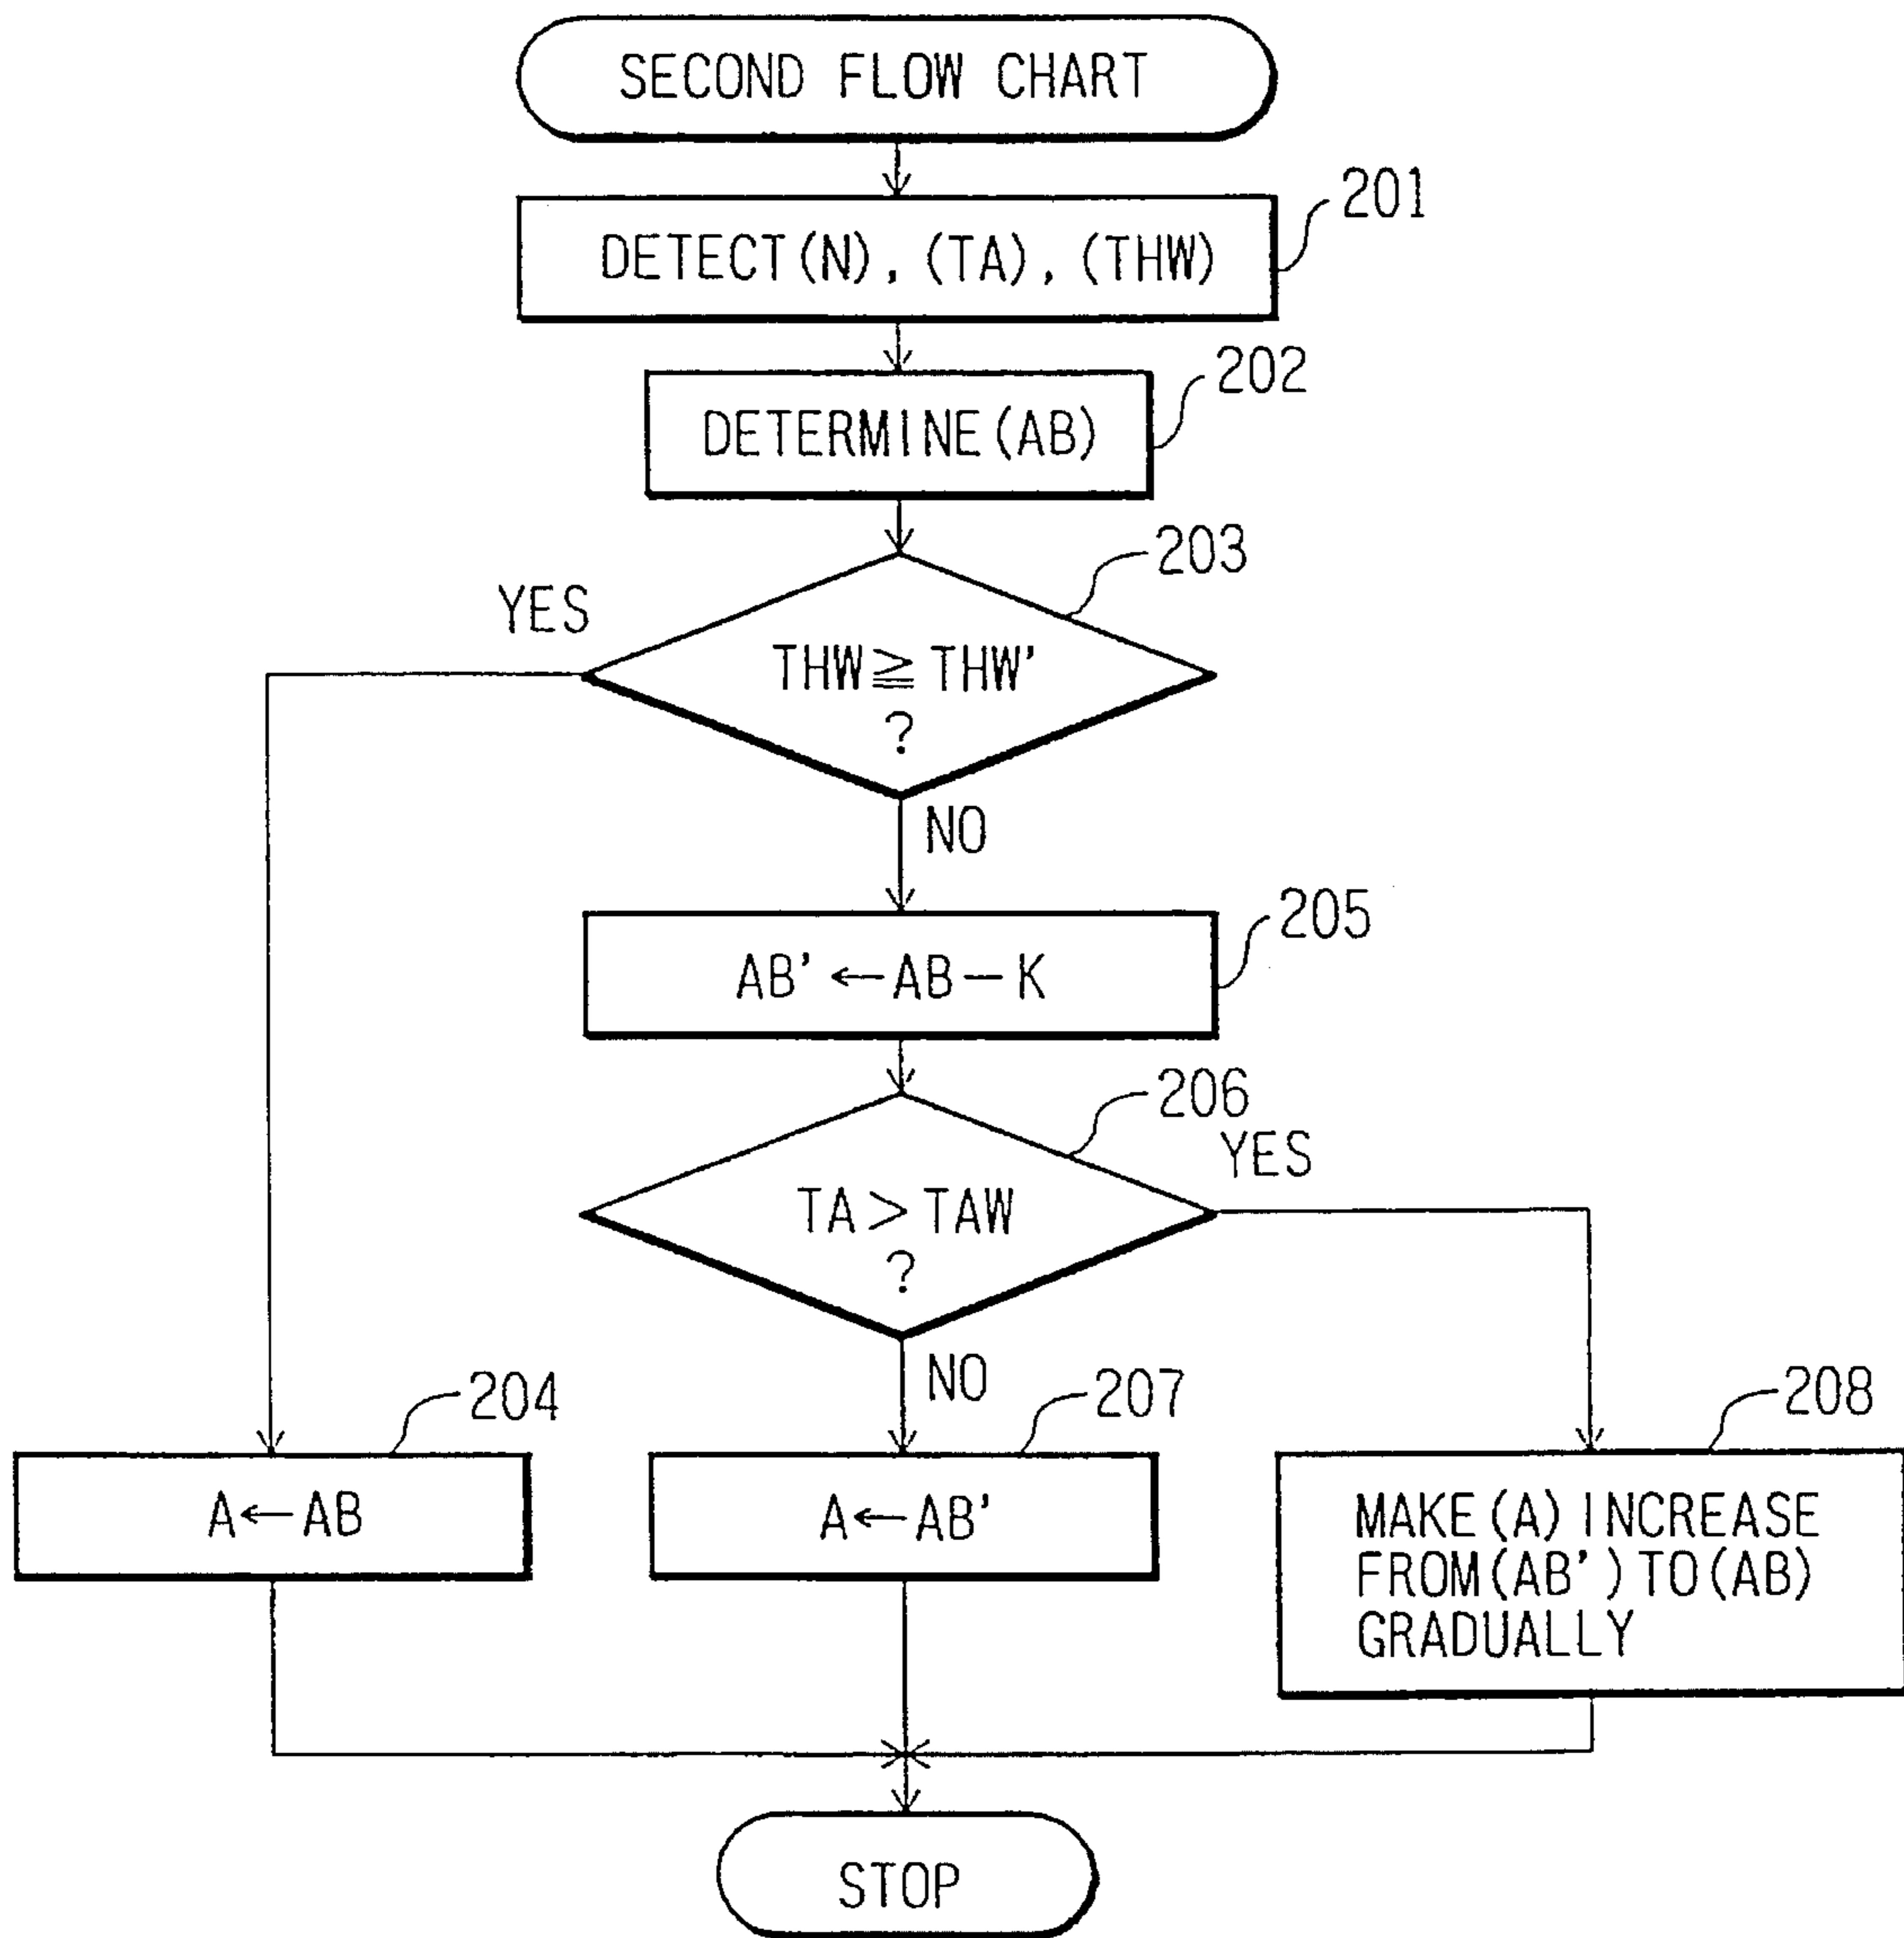 SECOND FLOW CHART
201
DETECT(N), (TA), (THW)
202
DETERMINE(AB)
203
YES
THW≧THW'
?
NO
205
AB'←AB−K
206
YES
TA>TAW
?
NO
204
207
208
A←AB
A←AB'
MAKE(A) INCREASE
FROM(AB') TO(AB)
GRADUALLY
STOP